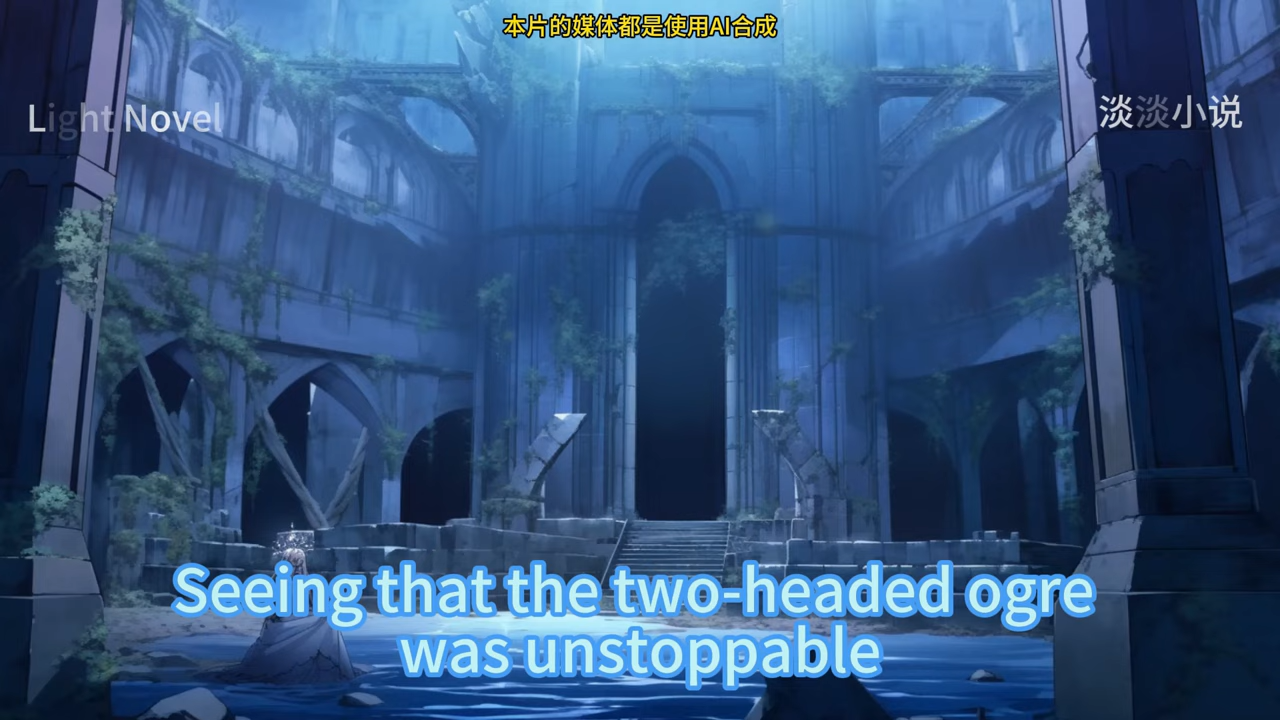 本片的媒体都是使用AI合成
Light Novel
淡淡小说
Seeing that the two-headed ogre
was unstoppable